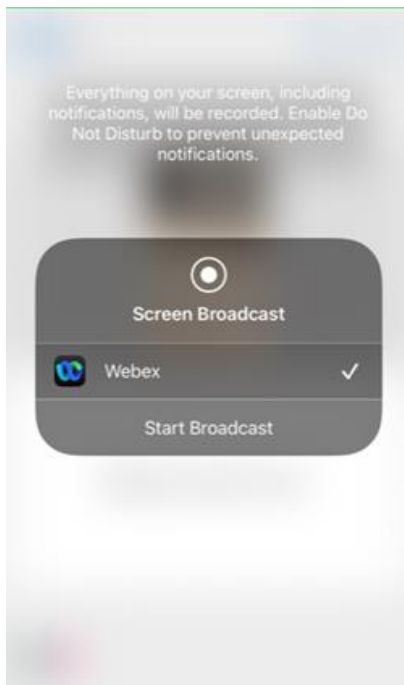 Everything on your screen, including
notifications, will be recorded. Enable Do
Not Disturb to prevent unexpected
notifications.
Screen Broadcast
Webex
Start Broadcast